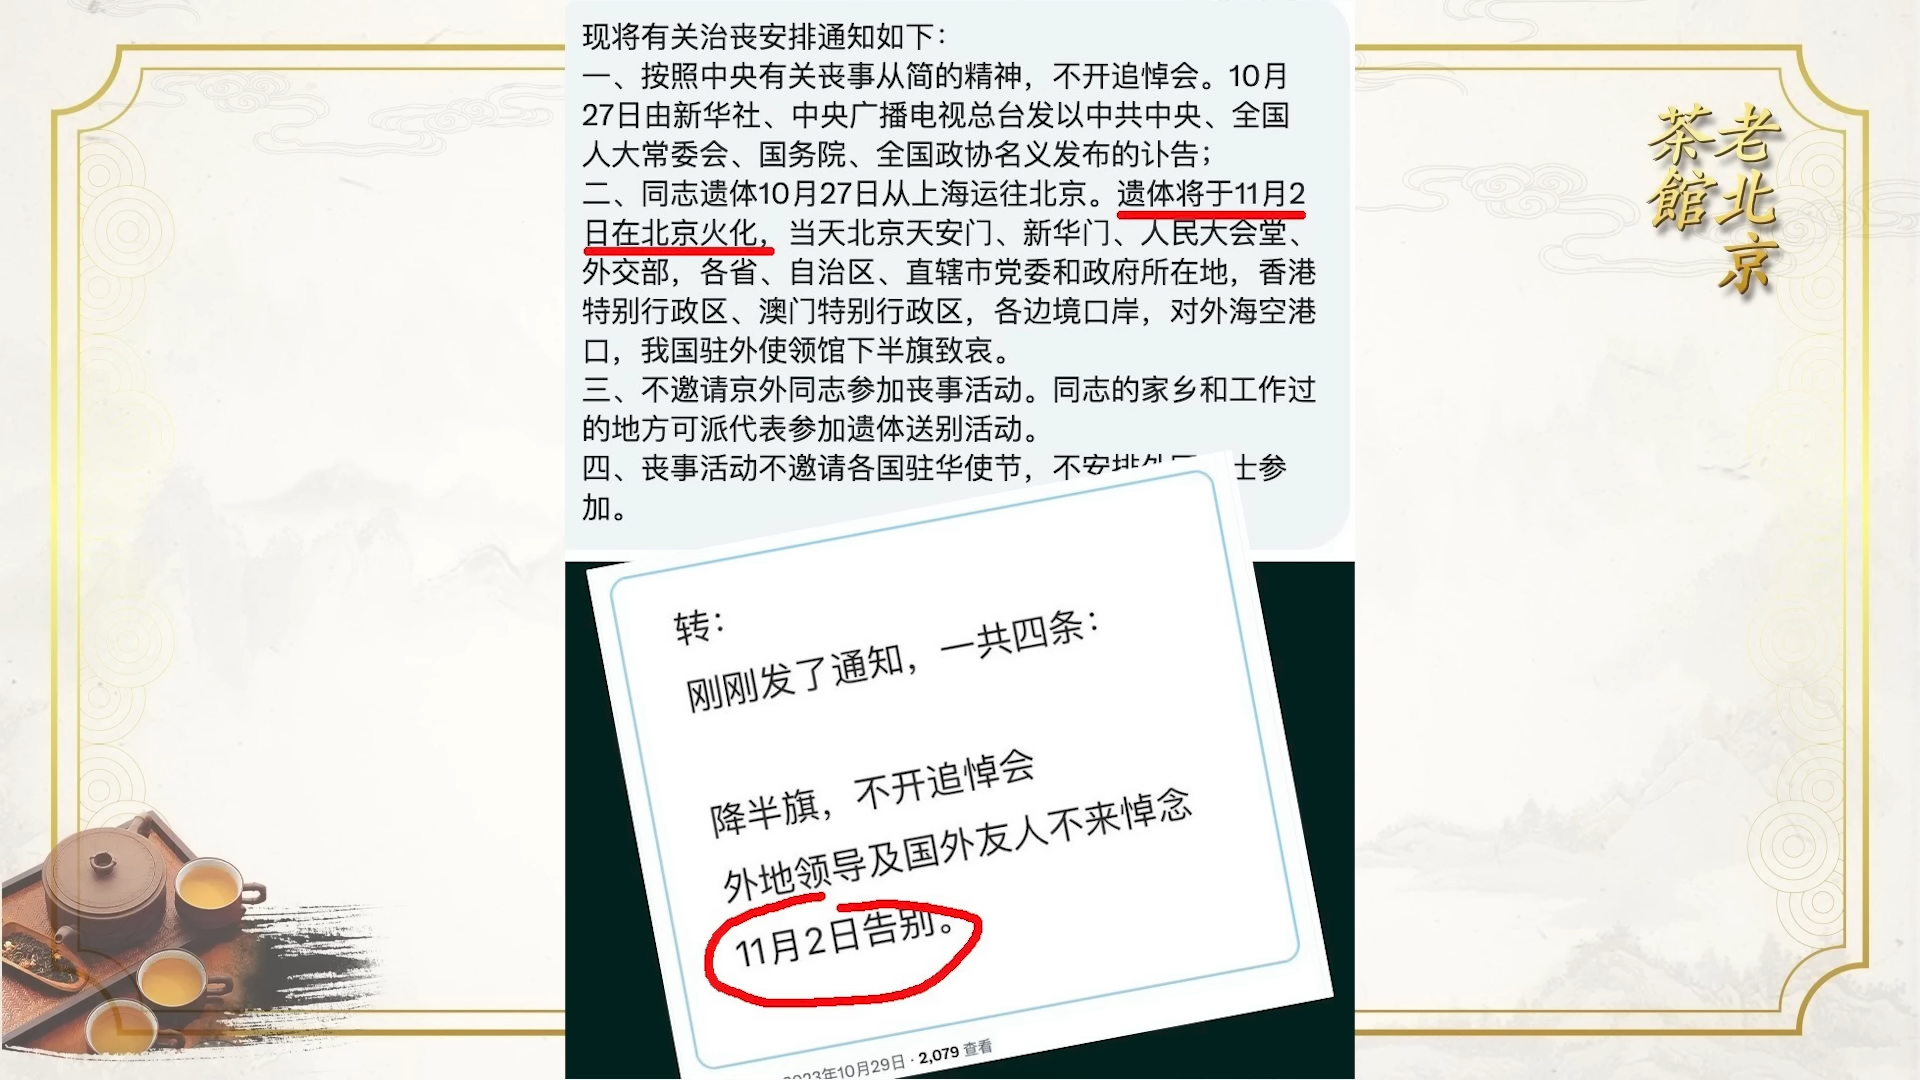 现将有关治丧安排通知如下：
一、按照中央有关丧事从简的精神，不开追悼会。10月
27日由新华社、中央广播电视总台发以中共中央、全国
人大常委会、国务院、全国政协名义发布的讣告；
二、同志遗体10月27日从上海运往北京。遗体将于11月2
日在北京火化，当天北京天安门、新华门、人民大会堂、
外交部，各省、自治区、直辖市党委和政府所在地，香港
特别行政区、澳门特别行政区，各边境口岸，对外海空港
口，我国驻外使领馆下半旗致哀。
三、不邀请京外同志参加丧事活动。同志的家乡和工作过
的地方可派代表参加遗体送别活动。
四、丧事活动不邀请各国驻华使节，不安排外 士参
加。
转：
刚刚发了通知，一共四条：
降半旗，不开追悼会
外地领导及国外友人不来悼念
11月2日告别。
2023年10月29日 · 2,079 查看
老北京
茶館